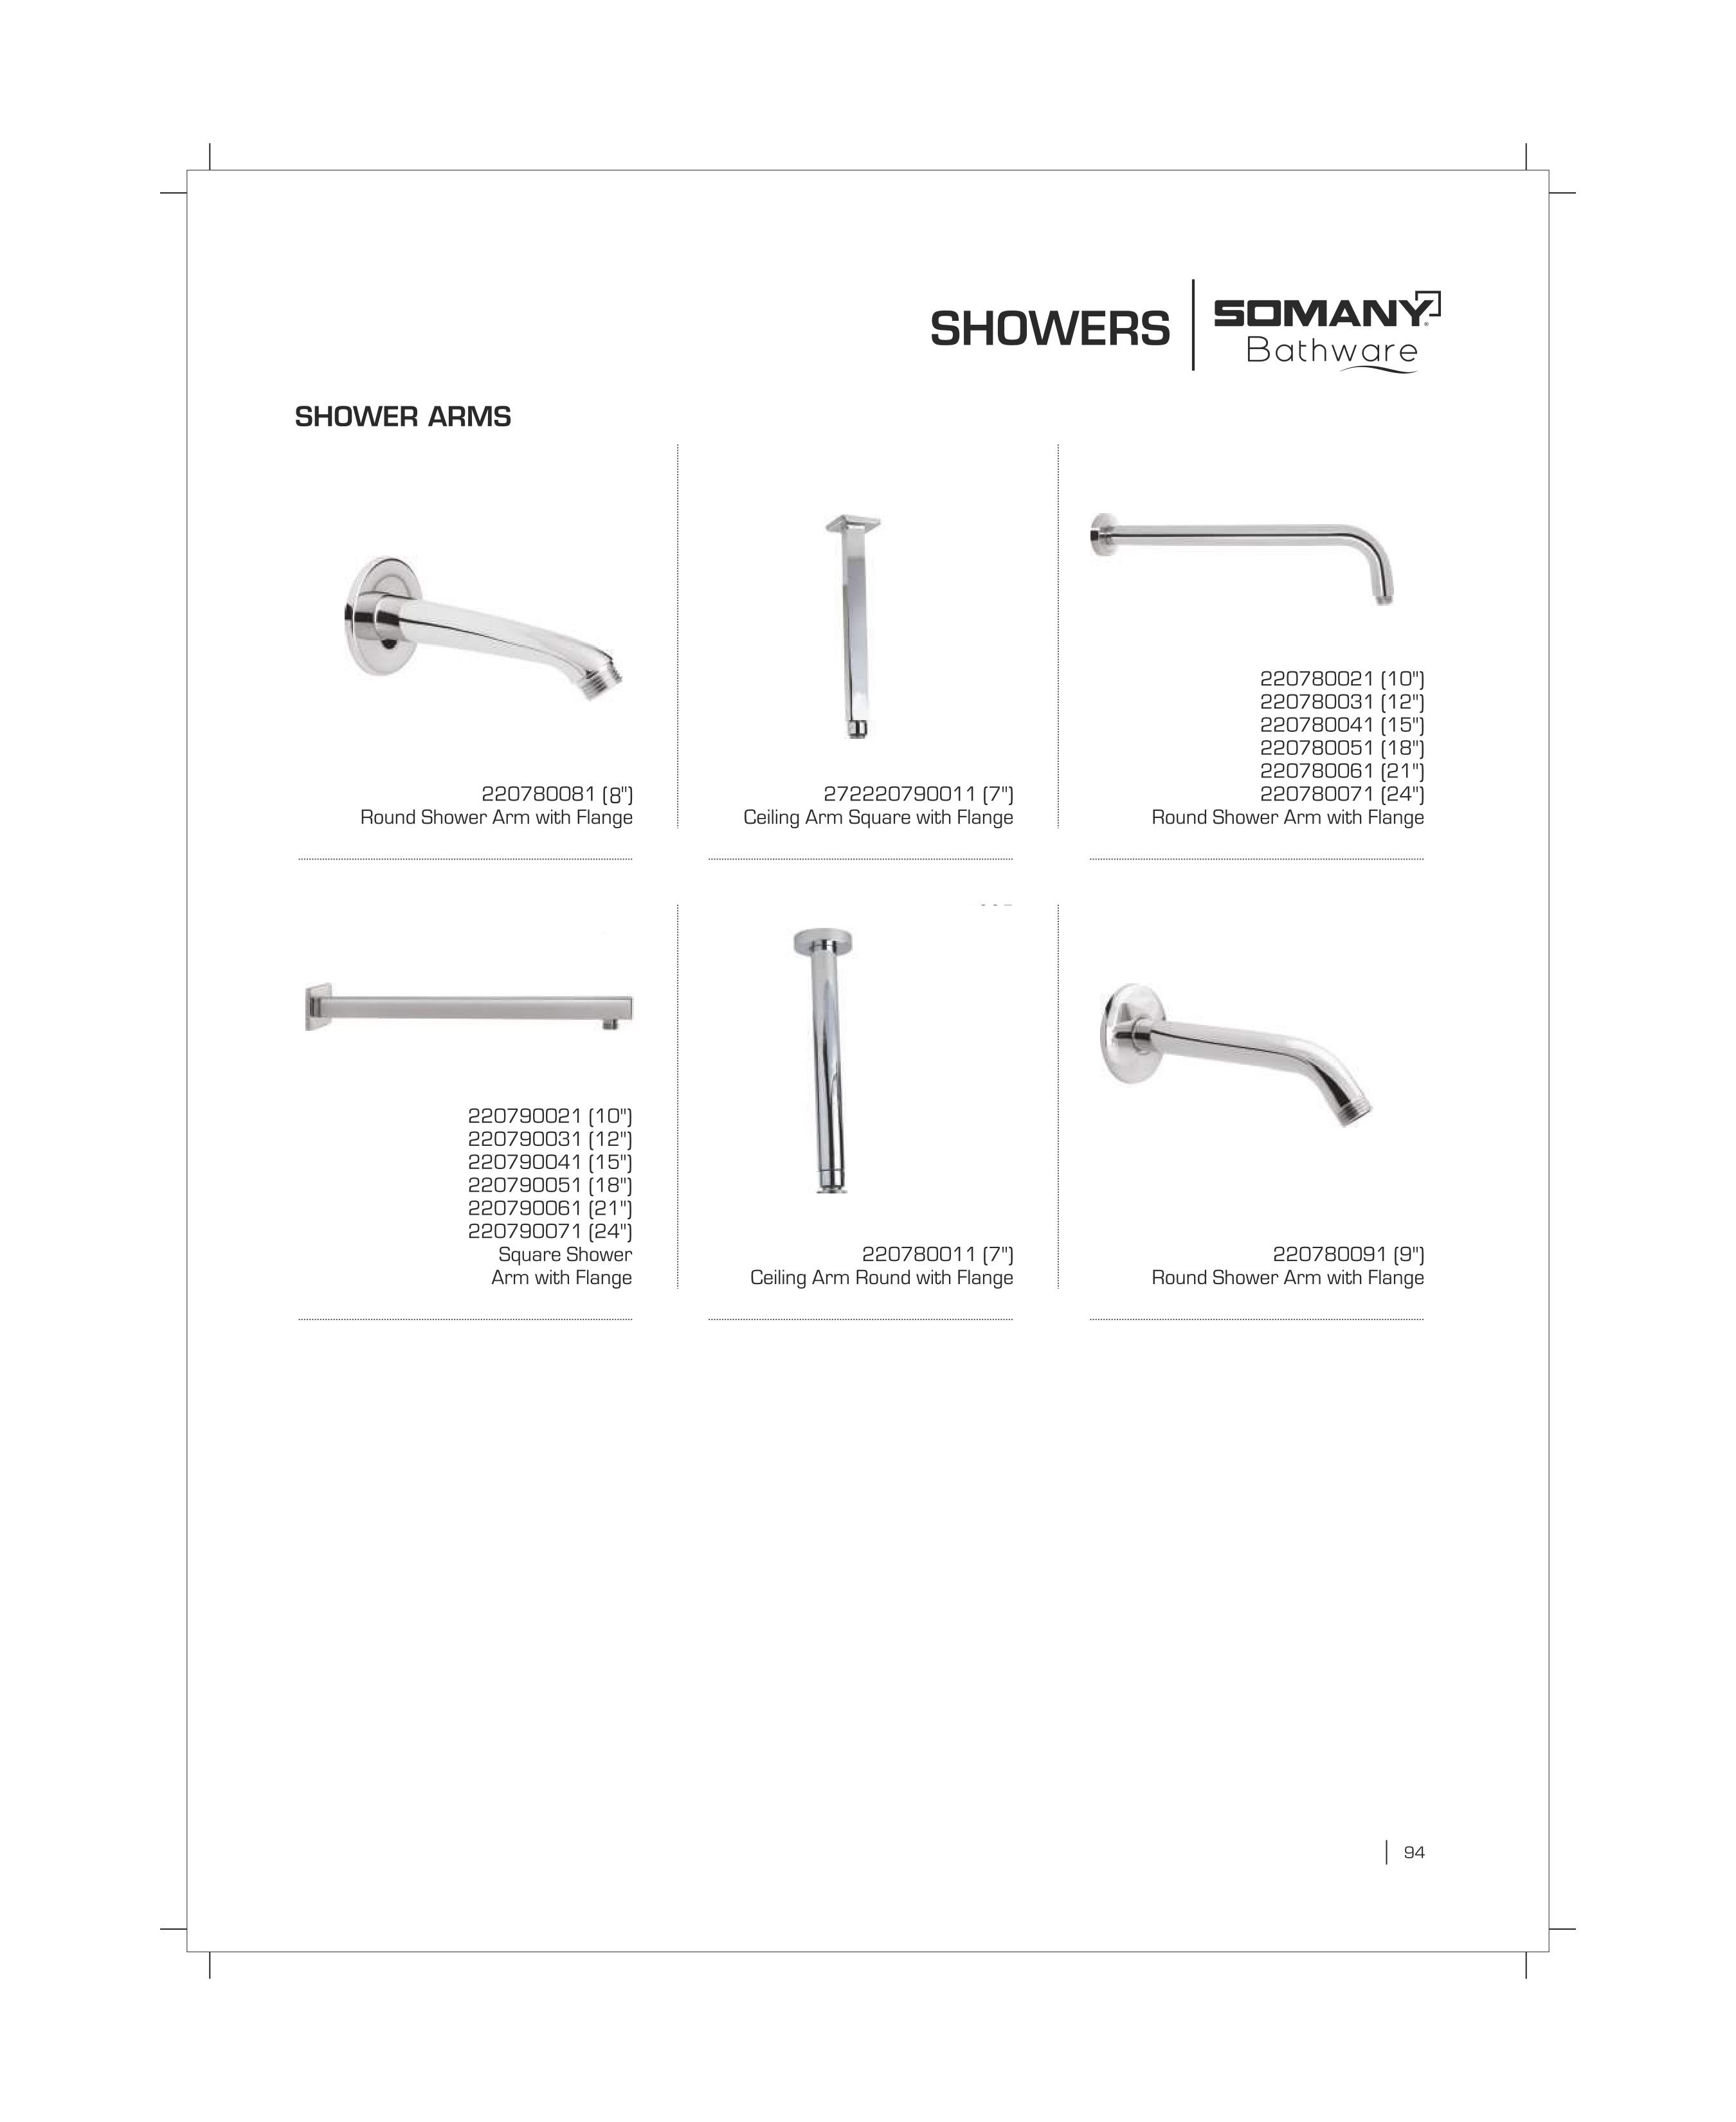 SHOWERS
SOMANY®
Bathware
SHOWER ARMS
220780081 (8")
Round Shower Arm with Flange
272220790011 (7")
Ceiling Arm Square with Flange
220780021 (10")
220780031 (12")
220780041 (15")
220780051 (18")
220780061 (21")
220780071 (24")
Round Shower Arm with Flange
220790021 (10")
220790031 (12")
220790041 (15")
220790051 (18")
220790061 (21")
220790071 (24")
Square Shower
Arm with Flange
220780011 (7")
Ceiling Arm Round with Flange
220780091 (9")
Round Shower Arm with Flange
94